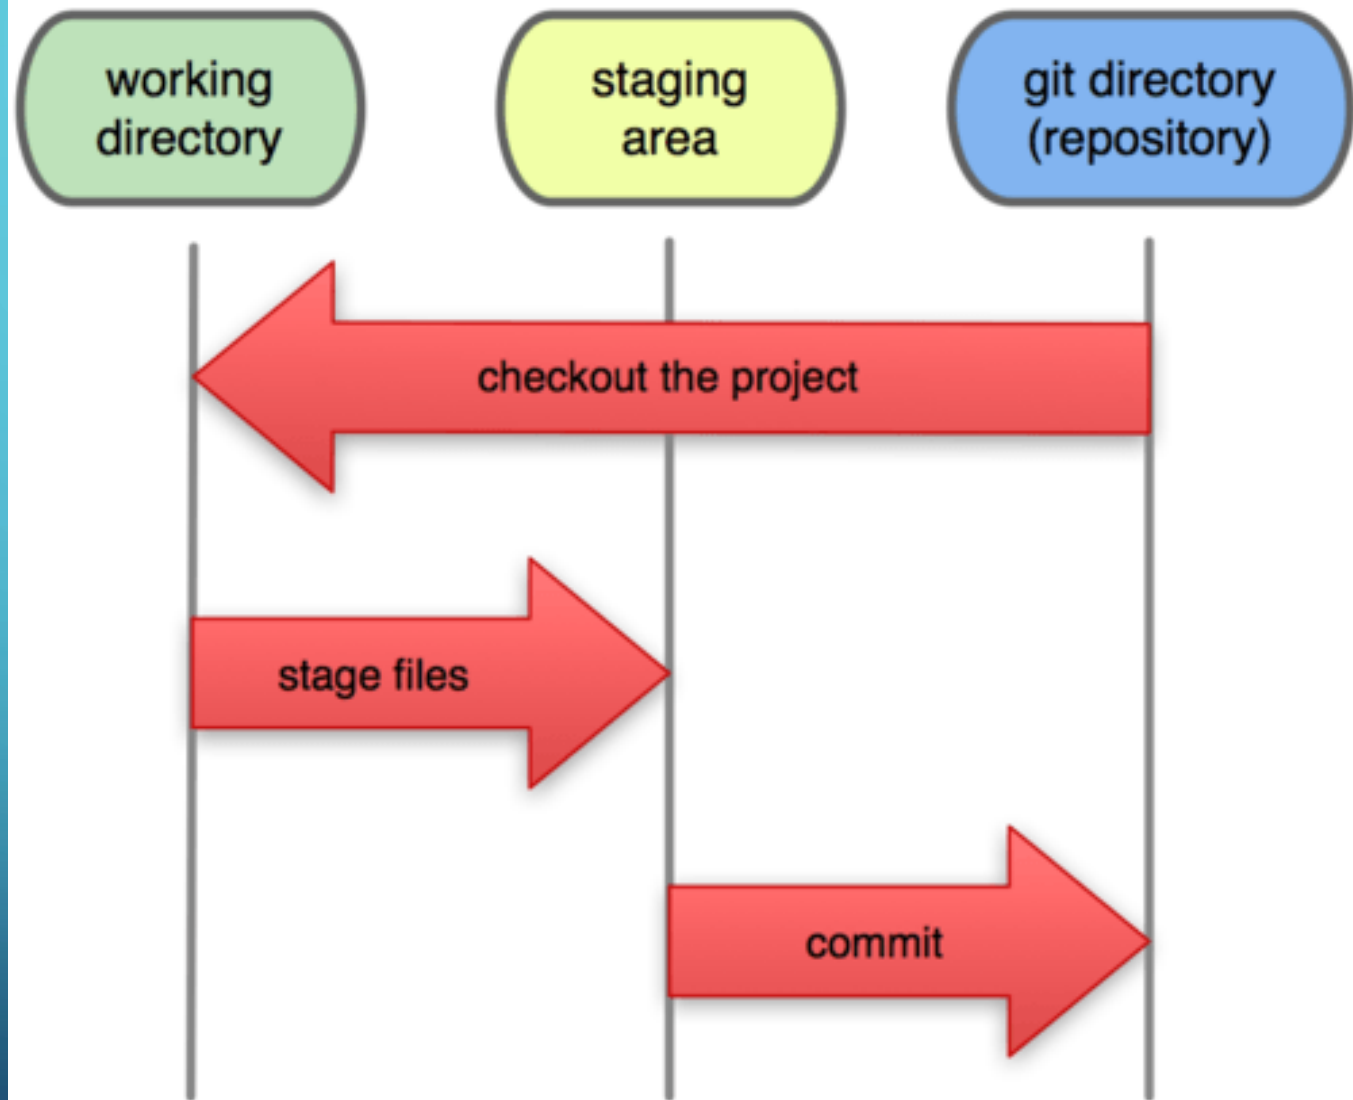 working
directory
staging
area
git directory
(repository)
checkout the project
stage files
commit